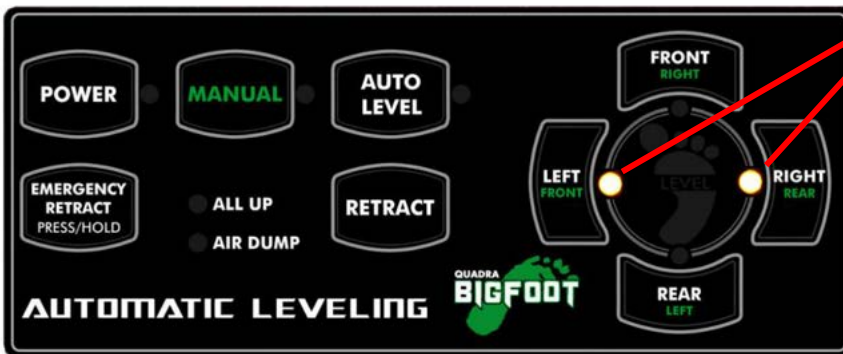 POWER
MANUAL
AUTO
LEVEL
EMERGENCY
RETRACT
PRESS/HOLD
ALL UP
AIR DUMP
RETRACT
FRONT
RIGHT
LEFT
FRONT
LEVEL
RIGHT
REAR
REAR
LEFT
QUADRA
BIGFOOT
AUTOMATIC LEVELING